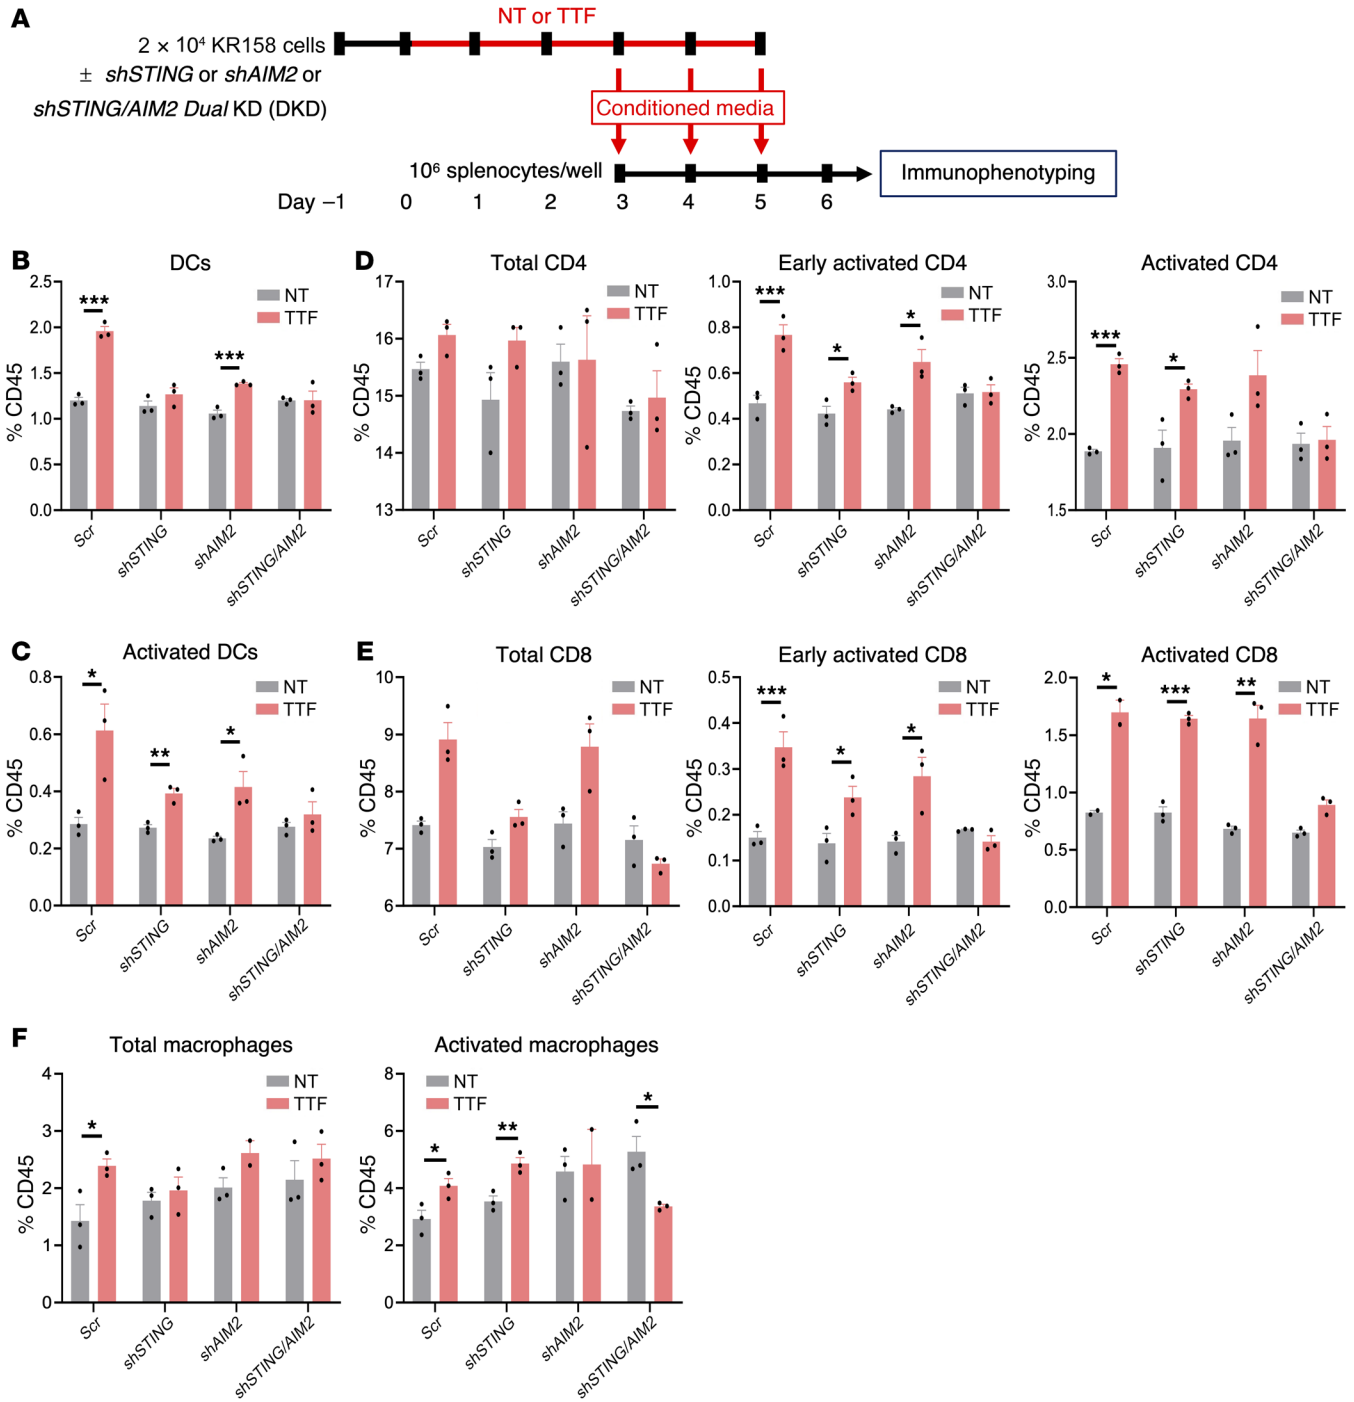 A
NT or TTF
2 × 10⁴ KR158 cells
± shSTING or shAIM2 or
shSTING/AIM2 Dual KD (DKD)
Conditioned media
10⁶ splenocytes/well
Immunophenotyping
Day –1 0 1 2 3 4 5 6
B
DCs
NT
TTF
% CD45
2.5
2.0
1.5
1.0
0.5
0.0
***
***
Scr
shSTING
shAIM2
shSTING/AIM2
D
Total CD4
NT
TTF
% CD45
17
16
15
14
13
Scr
shSTING
shAIM2
shSTING/AIM2
Early activated CD4
NT
TTF
% CD45
1.0
0.8
0.6
0.4
0.2
0.0
***
*
*
Scr
shSTING
shAIM2
shSTING/AIM2
Activated CD4
NT
TTF
% CD45
3.0
2.5
2.0
1.5
***
*
Scr
shSTING
shAIM2
shSTING/AIM2
C
Activated DCs
NT
TTF
% CD45
0.8
0.6
0.4
0.2
0.0
*
**
*
Scr
shSTING
shAIM2
shSTING/AIM2
E
Total CD8
NT
TTF
% CD45
10
9
8
7
6
Scr
shSTING
shAIM2
shSTING/AIM2
Early activated CD8
NT
TTF
% CD45
0.5
0.4
0.3
0.2
0.1
0.0
***
*
*
Scr
shSTING
shAIM2
shSTING/AIM2
Activated CD8
NT
TTF
% CD45
2.0
1.5
1.0
0.5
0.0
*
***
**
Scr
shSTING
shAIM2
shSTING/AIM2
F
Total macrophages
NT
TTF
% CD45
4
3
2
1
0
*
Scr
shSTING
shAIM2
shSTING/AIM2
Activated macrophages
NT
TTF
% CD45
8
6
4
2
0
*
**
*
Scr
shSTING
shAIM2
shSTING/AIM2